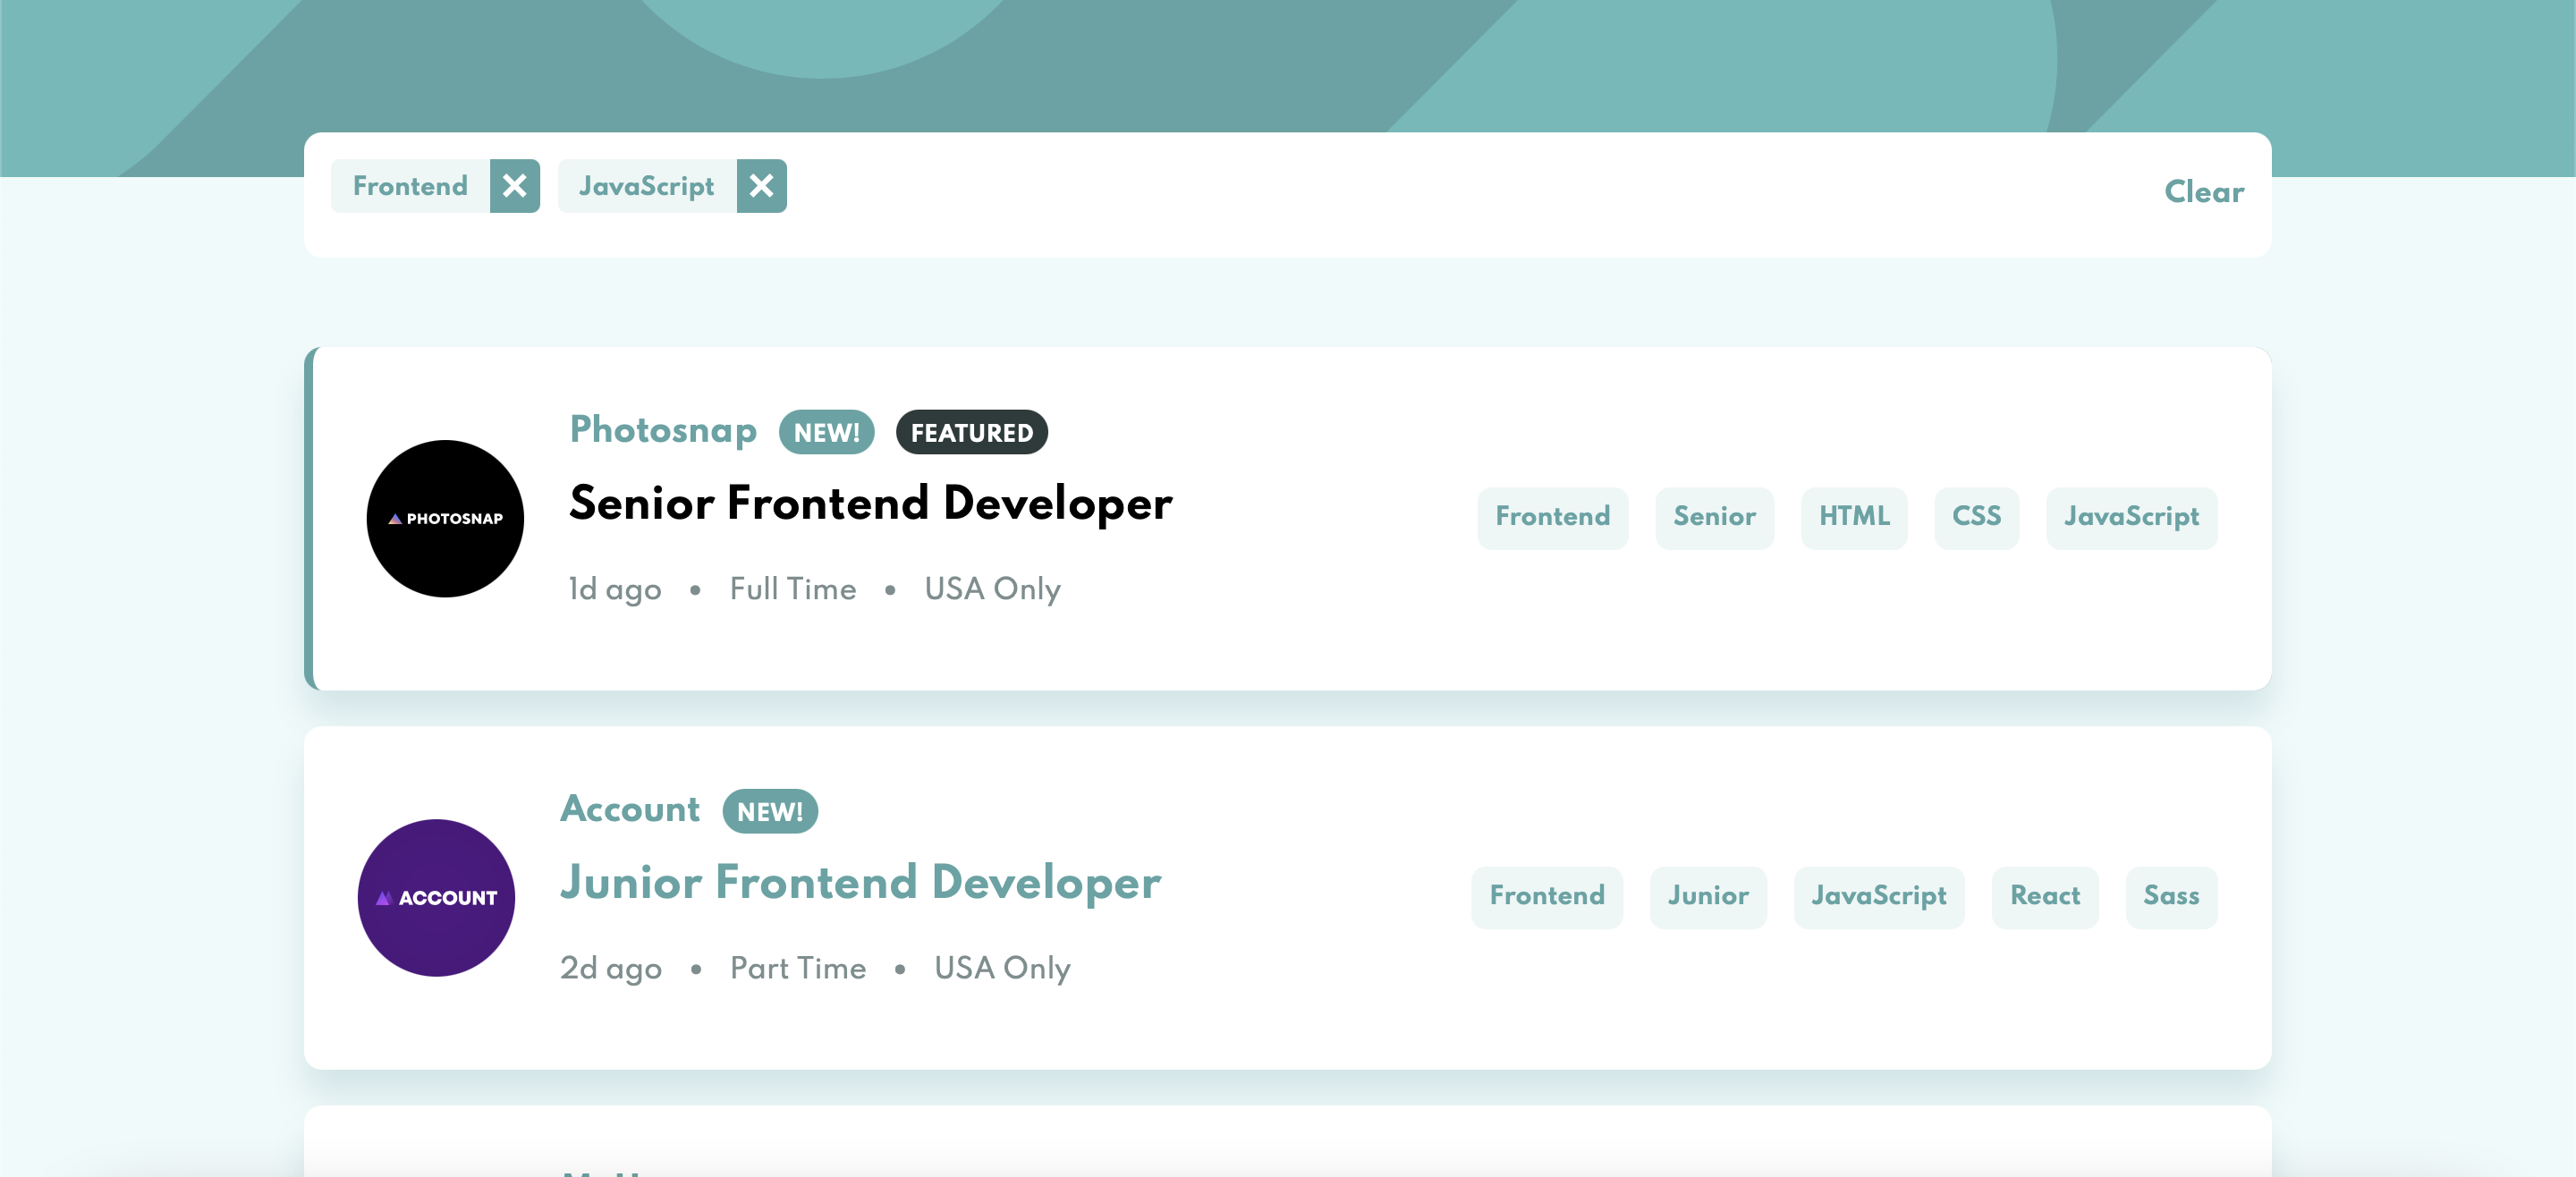 Frontend JavaScript Clear
Photosnap NEW! FEATURED
PHOTOSNAP
Senior Frontend Developer
Frontend Senior HTML CSS JavaScript
1d ago • Full Time • USA Only
Account NEW!
ACCOUNT
Junior Frontend Developer
Frontend Junior JavaScript React Sass
2d ago • Part Time • USA Only